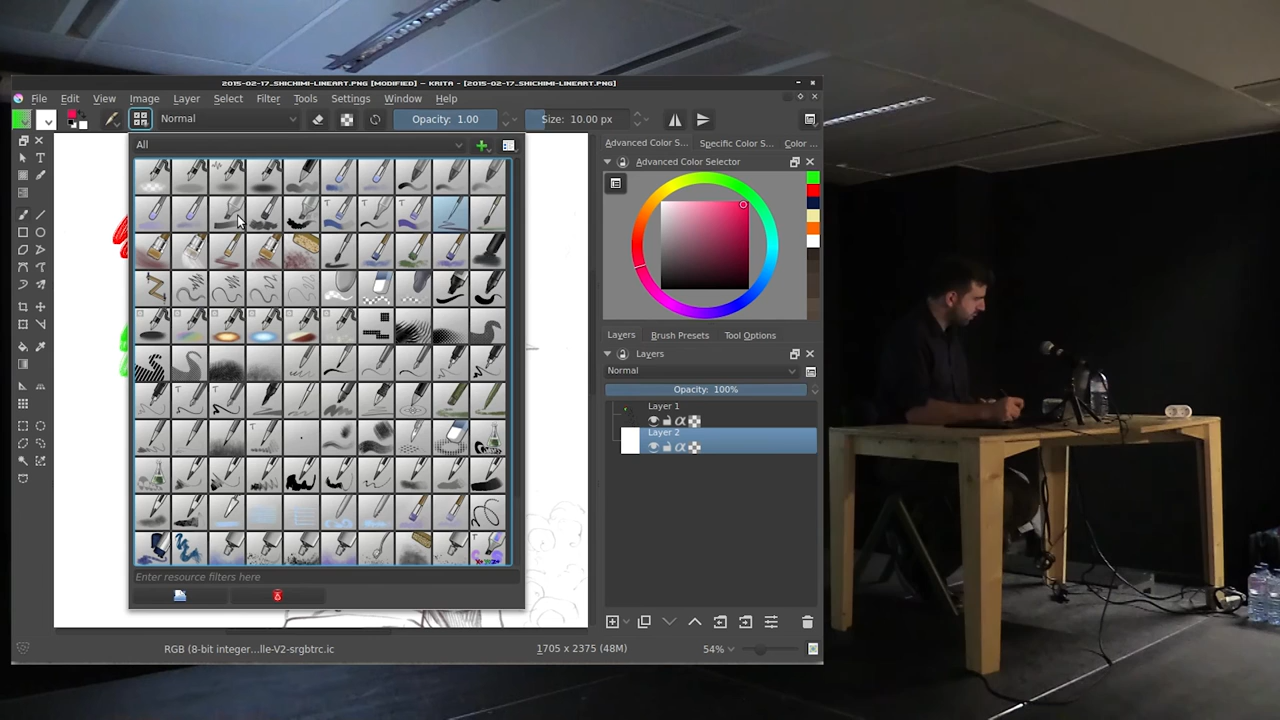 2015-02-17_SHICHIMI-LINEART.PNG [MODIFIED] – KRITA - [2015-02-17_SHICHIMI-LINEART.PNG]
File Edit View Image Layer Select Filter Tools Settings Window Help
Normal Opacity: 1.00 Size: 10.00 px
All
Advanced Color S... Specific Color S... Color ...
Advanced Color Selector
Layers Brush Presets Tool Options
Layers
Normal
Opacity: 100%
Layer 1
Layer 2
Enter resource filters here
RGB (8-bit integer...lle-V2-srgbtrc.ic 1705 x 2375 (48M) 54%